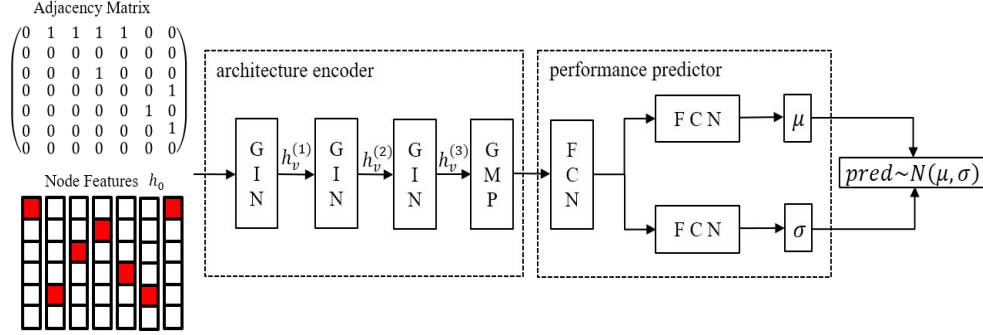 Adjacency Matrix
0 1 1 1 1 0 0
0 0 0 0 0 0 0
0 0 0 1 0 0 0
0 0 0 0 0 0 1
0 0 0 0 0 1 0
0 0 0 0 0 0 1
0 0 0 0 0 0 0
Node Features h₀
architecture encoder
G
I
N
h_v^{(1)}
G
I
N
h_v^{(2)}
G
I
N
h_v^{(3)}
G
M
P
performance predictor
F
C
N
F C N
μ
F C N
σ
pred~N(μ,σ)